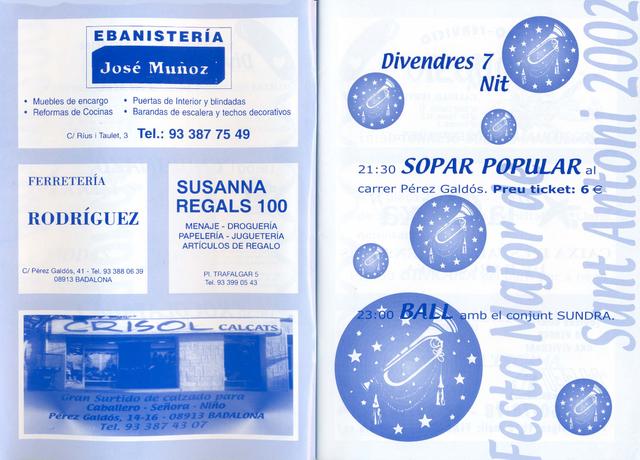 EBANISTERÍA
José Muñoz
• Muebles de encargo • Puertas de Interior y blindadas
• Reformas de Cocinas • Barandas de escalera y techos decorativos
C/ Ríus i Taulet, 3 Tel.: 93 387 75 49
FERRETERÍA
RODRÍGUEZ
C/ Pérez Galdós, 41 - Tel. 93 388 06 39
08913 BADALONA
SUSANNA
REGALS 100
MENAJE - DROGUERÍA
PAPELERÍA - JUGUETERÍA
ARTÍCULOS DE REGALO
Pl. TRAFALGAR 5
Tel. 93 399 05 43
CRISOL CALÇATS
Gran Surtido de calzado para
Caballero - Señora - Niño
Pérez Galdós, 14-16 - 08913 BADALONA
Tel. 93 387 43 07
Divendres 7
Nit
21:30 SOPAR POPULAR al
carrer Pérez Galdós. Preu ticket: 6 €
23:00 BALL amb el conjunt SUNDRA.
Festa Major de
Sant Antoni 2002